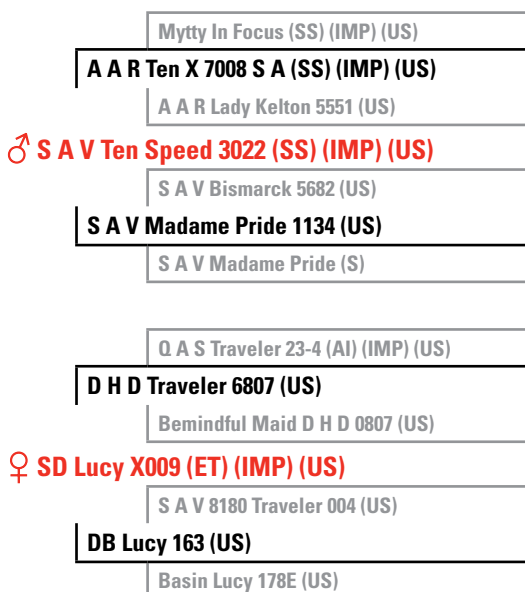 Mytty In Focus (SS) (IMP) (US)
A A R Ten X 7008 S A (SS) (IMP) (US)
A A R Lady Kelton 5551 (US)
♂ S A V Ten Speed 3022 (SS) (IMP) (US)
S A V Bismarck 5682 (US)
S A V Madame Pride 1134 (US)
S A V Madame Pride (S)
Q A S Traveler 23-4 (AI) (IMP) (US)
D H D Traveler 6807 (US)
Bemindful Maid D H D 0807 (US)
♀ SD Lucy X009 (ET) (IMP) (US)
S A V 8180 Traveler 004 (US)
DB Lucy 163 (US)
Basin Lucy 178E (US)